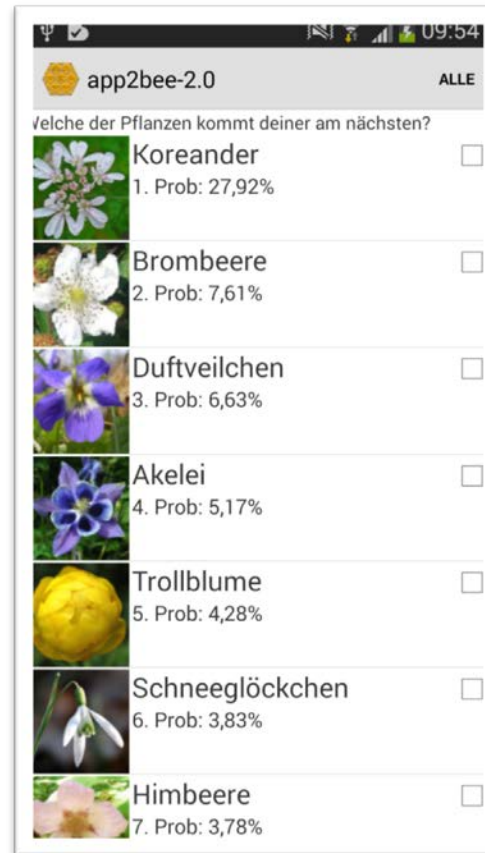 09:54
app2bee-2.0 ALLE
Welche der Pflanzen kommt deiner am nächsten?
Koreander
1. Prob: 27,92%
Brombeere
2. Prob: 7,61%
Duftveilchen
3. Prob: 6,63%
Akelei
4. Prob: 5,17%
Trollblume
5. Prob: 4,28%
Schneeglöckchen
6. Prob: 3,83%
Himbeere
7. Prob: 3,78%